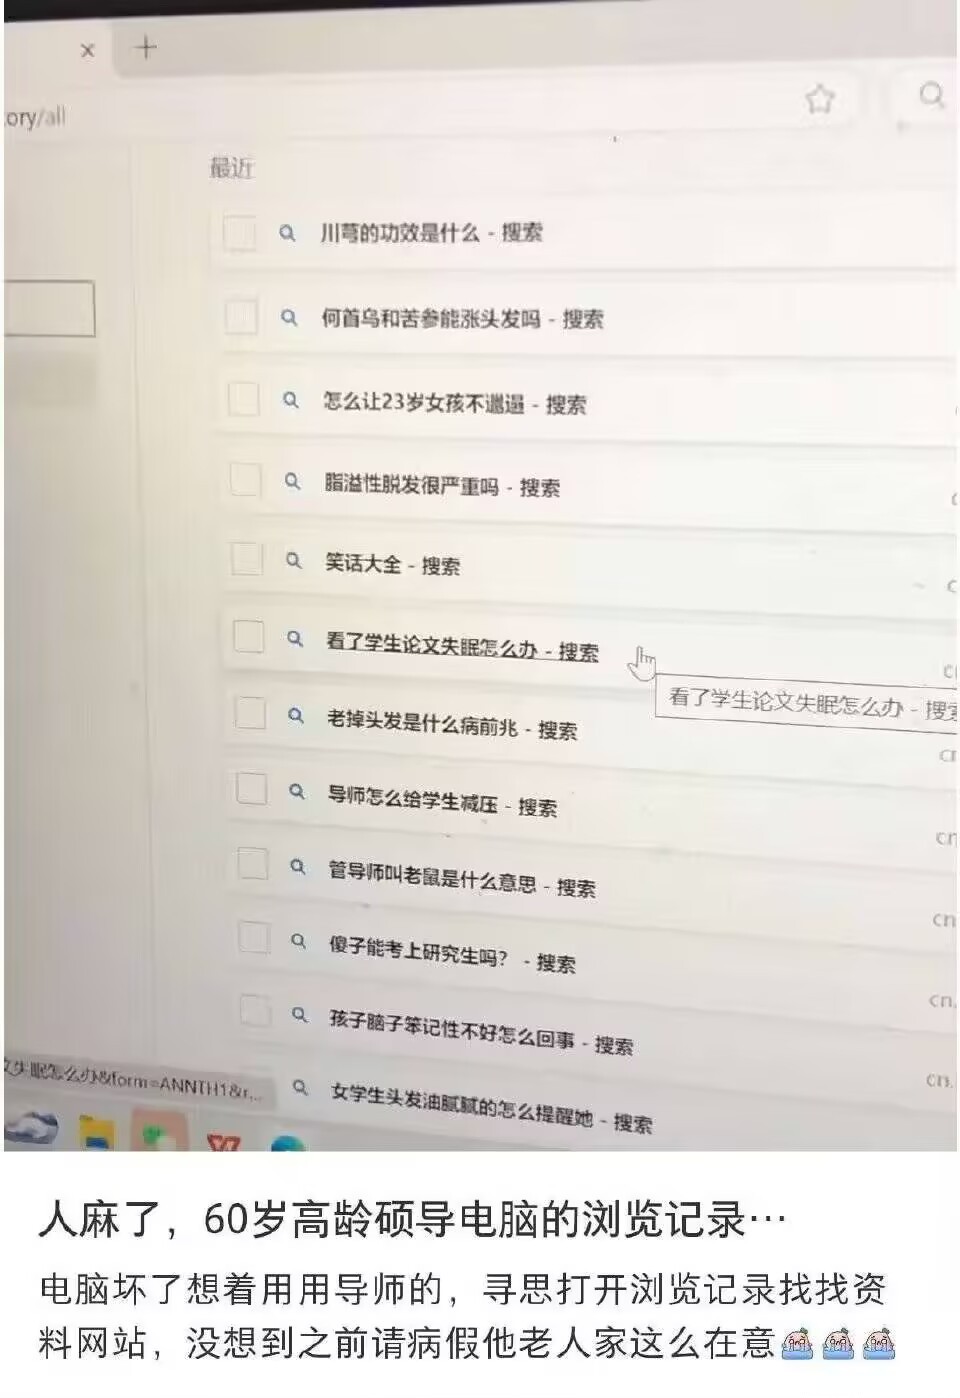 ory/all
最近
川芎的功效是什么 - 搜索
何首乌和苦参能涨头发吗 - 搜索
怎么让23岁女孩不邋遢 - 搜索
脂溢性脱发很严重吗 - 搜索
笑话大全 - 搜索
看了学生论文失眠怎么办 - 搜索
看了学生论文失眠怎么办 - 搜索
老掉头发是什么病前兆 - 搜索
导师怎么给学生减压 - 搜索
管导师叫老鼠是什么意思 - 搜索
傻子能考上研究生吗？ - 搜索
孩子脑子笨记性不好怎么回事 - 搜索
女学生头发油腻腻的怎么提醒她 - 搜索
文失眠怎么办&form=ANNTH1&r...
cn
cn
cn.
cn.
人麻了，60岁高龄硕导电脑的浏览记录…
电脑坏了想着用用导师的，寻思打开浏览记录找找资
料网站，没想到之前请病假他老人家这么在意